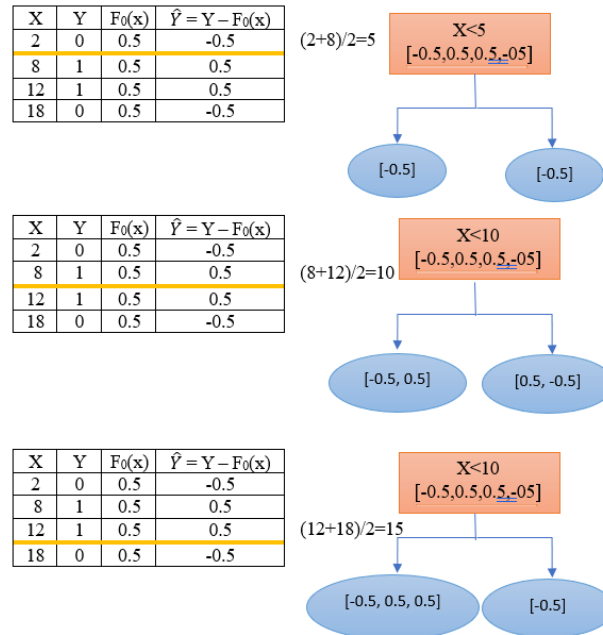 X Y F₀(x) Ŷ = Y – F₀(x)
2 0 0.5 -0.5
8 1 0.5 0.5
12 1 0.5 0.5
18 0 0.5 -0.5
(2+8)/2=5
X<5
[-0.5,0.5,0.5,-05]
[-0.5]
[-0.5]
X Y F₀(x) Ŷ = Y – F₀(x)
2 0 0.5 -0.5
8 1 0.5 0.5
12 1 0.5 0.5
18 0 0.5 -0.5
(8+12)/2=10
X<10
[-0.5,0.5,0.5,-05]
[-0.5, 0.5]
[0.5, -0.5]
X Y F₀(x) Ŷ = Y – F₀(x)
2 0 0.5 -0.5
8 1 0.5 0.5
12 1 0.5 0.5
18 0 0.5 -0.5
(12+18)/2=15
X<10
[-0.5,0.5,0.5,-05]
[-0.5, 0.5, 0.5]
[-0.5]